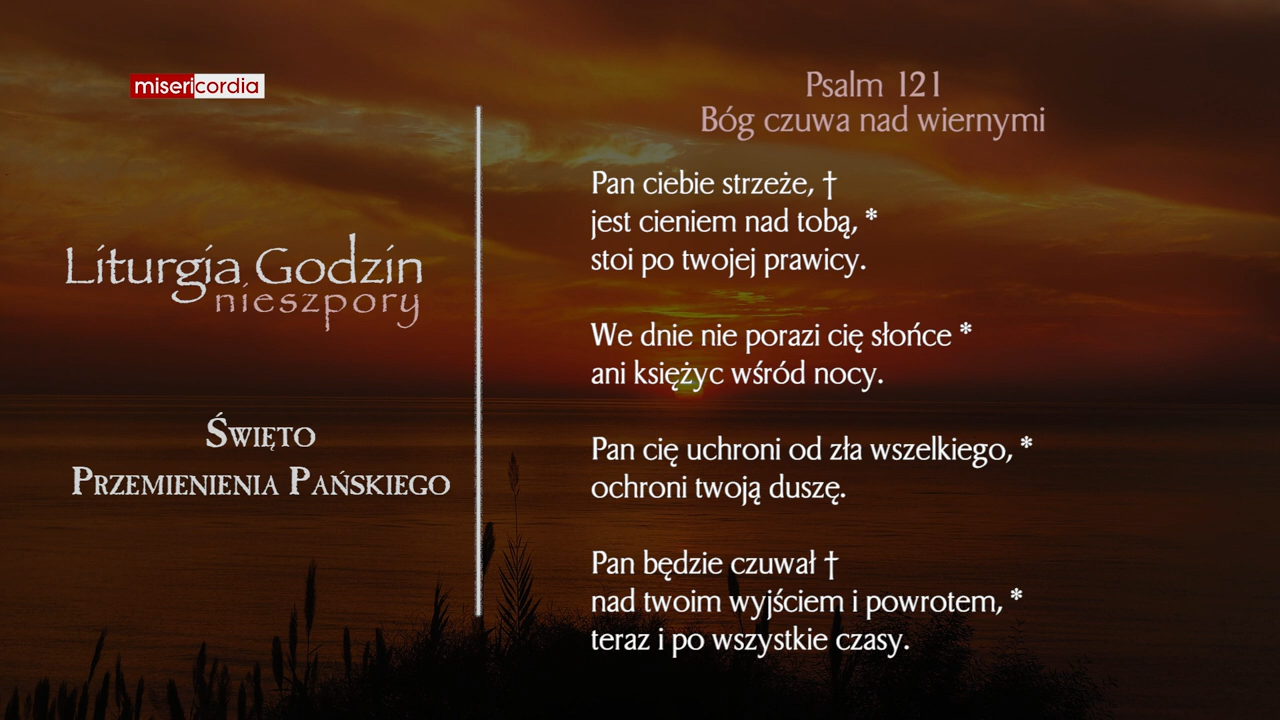 misericordia
Liturgia Godzin
nieszpory
Święto
Przemienienia Pańskiego
Psalm 121
Bóg czuwa nad wiernymi
Pan ciebie strzeże, †
jest cieniem nad tobą, *
stoi po twojej prawicy.
We dnie nie porazi cię słońce *
ani księżyc wśród nocy.
Pan cię uchroni od zła wszelkiego, *
ochroni twoją duszę.
Pan będzie czuwał †
nad twoim wyjściem i powrotem, *
teraz i po wszystkie czasy.